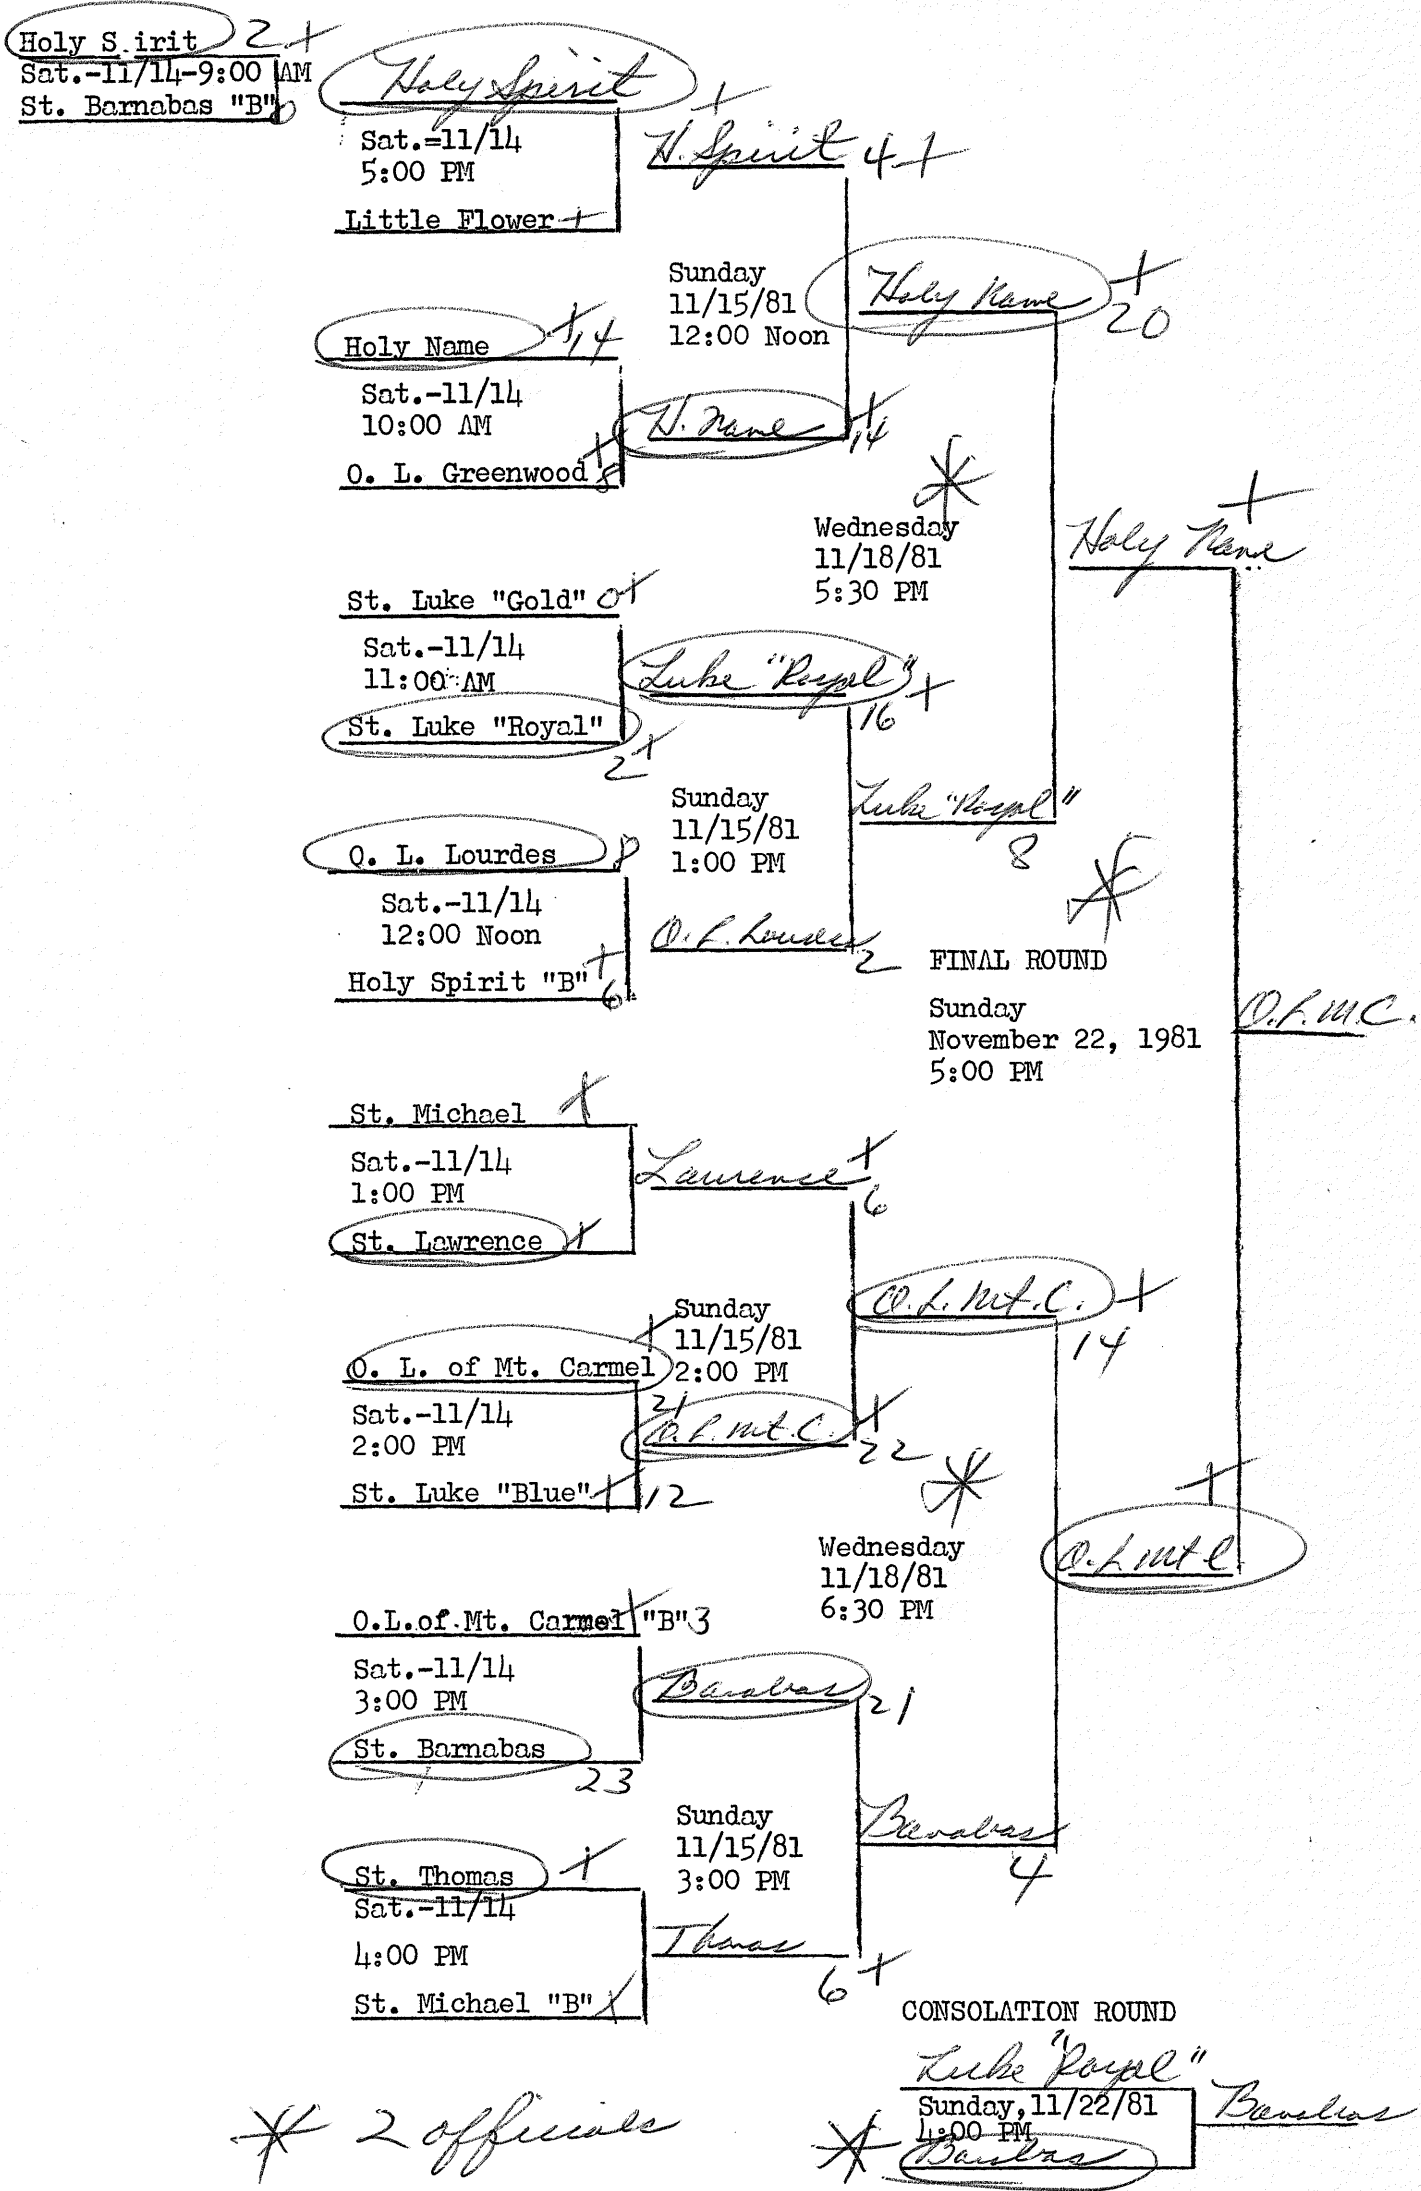 Holy S.irit 2 +
Sat.-11/14-9:00 AM
St. Barnabas "B" 0
Holy Spirit
Sat.=11/14
5:00 PM
Little Flower +
H. Spirit 4 +
Sunday
11/15/81
12:00 Noon
Holy Name + 14
Sat.-11/14
10:00 AM
O. L. Greenwood + 8
H. Name + 14
Holy Name +
20
Wednesday
11/18/81
5:30 PM
St. Luke "Gold" 0 +
Sat.-11/14
11:00 AM
St. Luke "Royal"
2 +
Luke "Royal"
16 +
Sunday
11/15/81
1:00 PM
Luke "Royal"
8
O. L. Lourdes
Sat.-11/14
12:00 Noon
Holy Spirit "B" +
6
O.L. Lourdes
2
Holy Name +
FINAL ROUND
Sunday
November 22, 1981
5:00 PM
O.L.M.C.
St. Michael +
Sat.-11/14
1:00 PM
St. Lawrence +
Laurence +
6
Sunday
11/15/81
2:00 PM
O. L. of Mt. Carmel +
21
Sat.-11/14
2:00 PM
St. Luke "Blue" + 12
O.L.Mt.C. +
22
O.L.Mt.C. +
14
Wednesday
11/18/81
6:30 PM
O.L Mt C. +
O.L.of.Mt. Carmel "B" 3
Sat.-11/14
3:00 PM
St. Barnabas
23
Barabas
21
Sunday
11/15/81
3:00 PM
Barabas
4
St. Thomas +
Sat.-11/14
4:00 PM
St. Michael "B" +
Thomas
6 +
CONSOLATION ROUND
Luke "Royal"
Sunday, 11/22/81
4:00 PM
Barabas
Barabas
* 2 officials